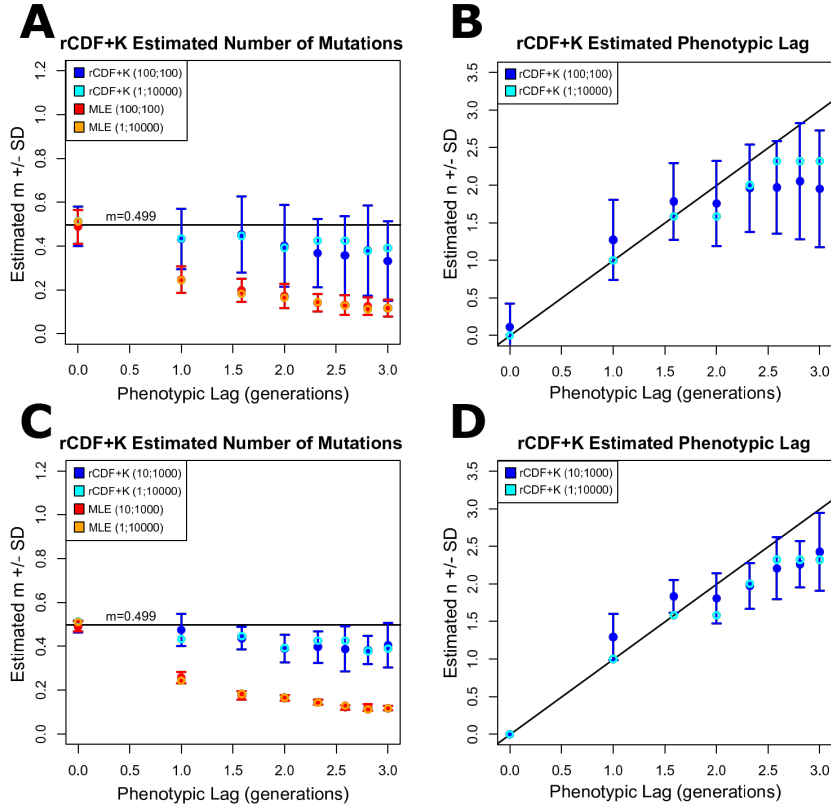 A
rCDF+K Estimated Number of Mutations
rCDF+K (100;100)
rCDF+K (1;10000)
MLE (100;100)
MLE (1;10000)
m=0.499
Estimated m +/- SD
0.0 0.2 0.4 0.6 0.8 1.0 1.2
0.0 0.5 1.0 1.5 2.0 2.5 3.0
Phenotypic Lag (generations)
B
rCDF+K Estimated Phenotypic Lag
rCDF+K (100;100)
rCDF+K (1;10000)
Estimated n +/- SD
0.0 0.5 1.0 1.5 2.0 2.5 3.0 3.5
0.0 0.5 1.0 1.5 2.0 2.5 3.0
Phenotypic Lag (generations)
C
rCDF+K Estimated Number of Mutations
rCDF+K (10;1000)
rCDF+K (1;10000)
MLE (10;1000)
MLE (1;10000)
m=0.499
Estimated m +/- SD
0.0 0.2 0.4 0.6 0.8 1.0 1.2
0.0 0.5 1.0 1.5 2.0 2.5 3.0
Phenotypic Lag (generations)
D
rCDF+K Estimated Phenotypic Lag
rCDF+K (10;1000)
rCDF+K (1;10000)
Estimated n +/- SD
0.0 0.5 1.0 1.5 2.0 2.5 3.0 3.5
0.0 0.5 1.0 1.5 2.0 2.5 3.0
Phenotypic Lag (generations)